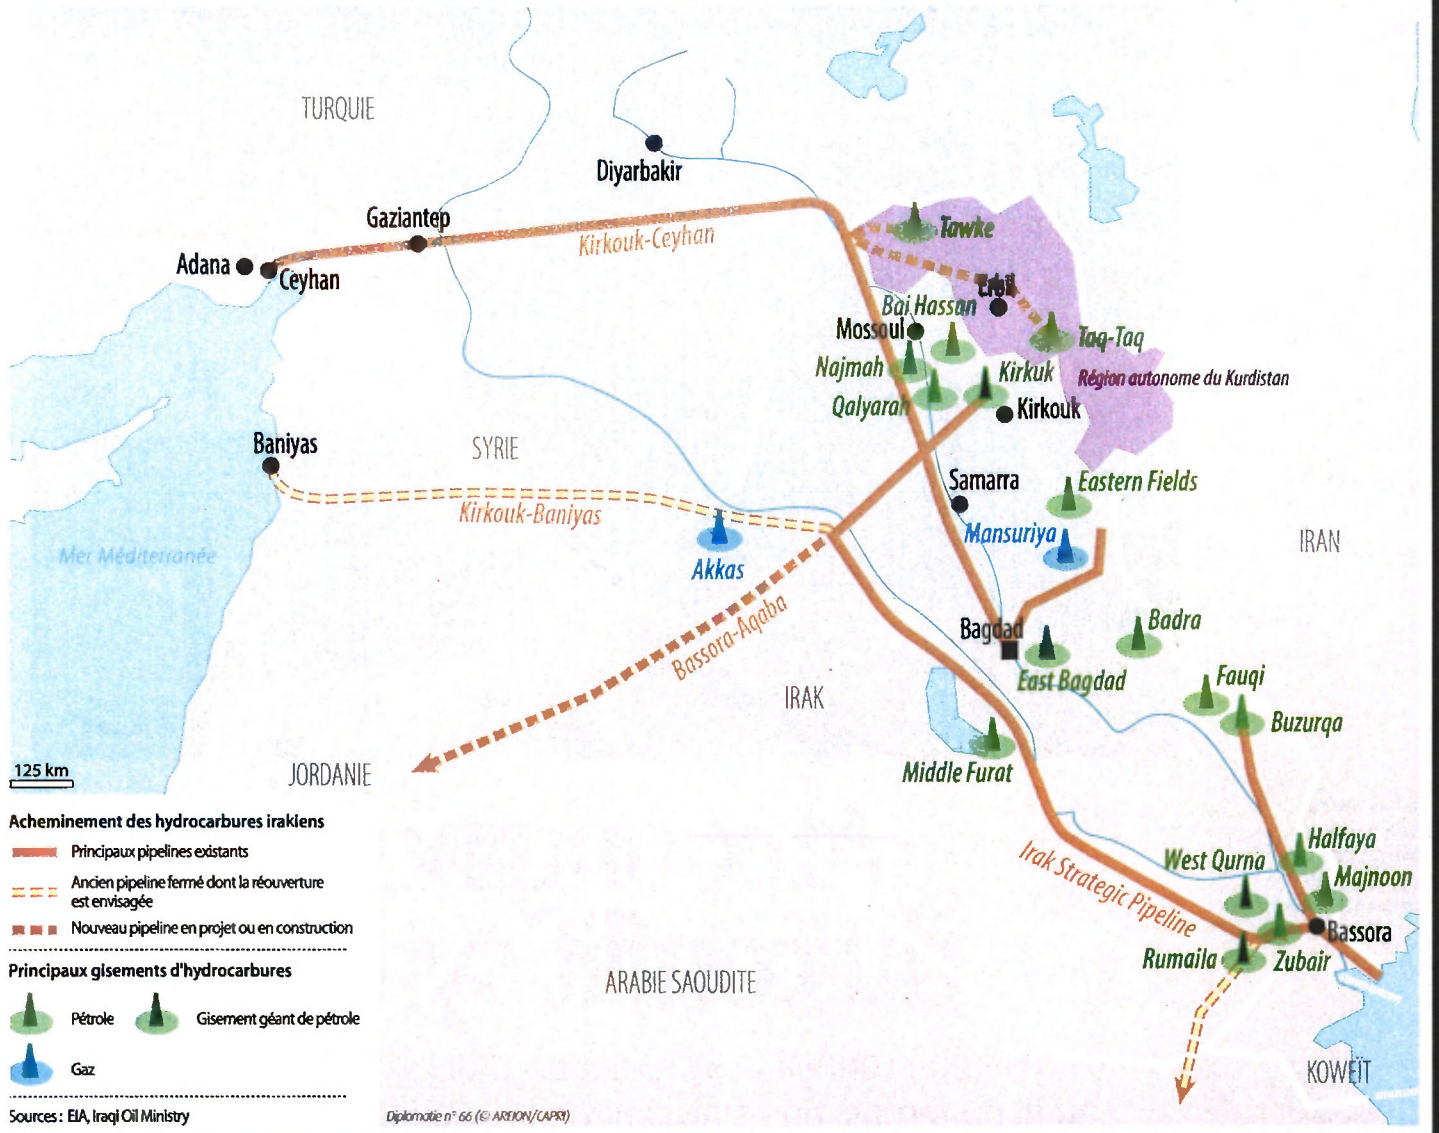 TURQUIE
Diyarbakir
Gaziantep
Kirkouk-Ceyhan
Tawke
Adana
Ceyhan
Erbil
Bai Hassan
Mossoul
Taq-Taq
Najmah
Kirkuk
Région autonome du Kurdistan
Qalyarah
Kirkouk
Baniyas
SYRIE
Samarra
Eastern Fields
Kirkouk-Baniyas
Mansuriya
IRAN
Mer Méditerranée
Akkas
Bassora-Aqaba
Bagdad
Badra
East Bagdad
Fauqi
IRAK
Buzurqa
125 km
JORDANIE
Middle Furat
Acheminement des hydrocarbures irakiens
Principaux pipelines existants
Ancien pipeline fermé dont la réouverture
est envisagée
Nouveau pipeline en projet ou en construction
Halfaya
West Qurna
Majnoon
Irak Strategic Pipeline
Bassora
Rumaila
Zubair
Principaux gisements d'hydrocarbures
ARABIE SAOUDITE
Pétrole
Gisement géant de pétrole
Gaz
KOWEÏT
Sources : EIA, Iraqi Oil Ministry
Diplomatie n° 66 (© AREION/CAPRI)